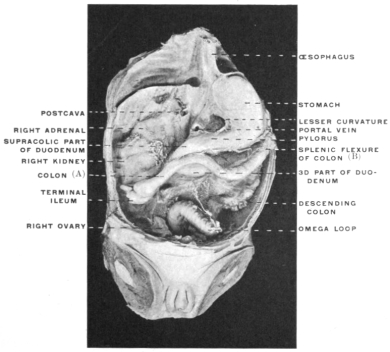 ŒSOPHAGUS
STOMACH
LESSER CURVATURE
PORTAL VEIN
PYLORUS
SPLENIC FLEXURE
OF COLON (B)
3D PART OF DUO-
DENUM
DESCENDING
COLON
OMEGA LOOP
POSTCAVA
RIGHT ADRENAL
SUPRACOLIC PART
OF DUODENUM
RIGHT KIDNEY
COLON (A)
TERMINAL
ILEUM
RIGHT OVARY